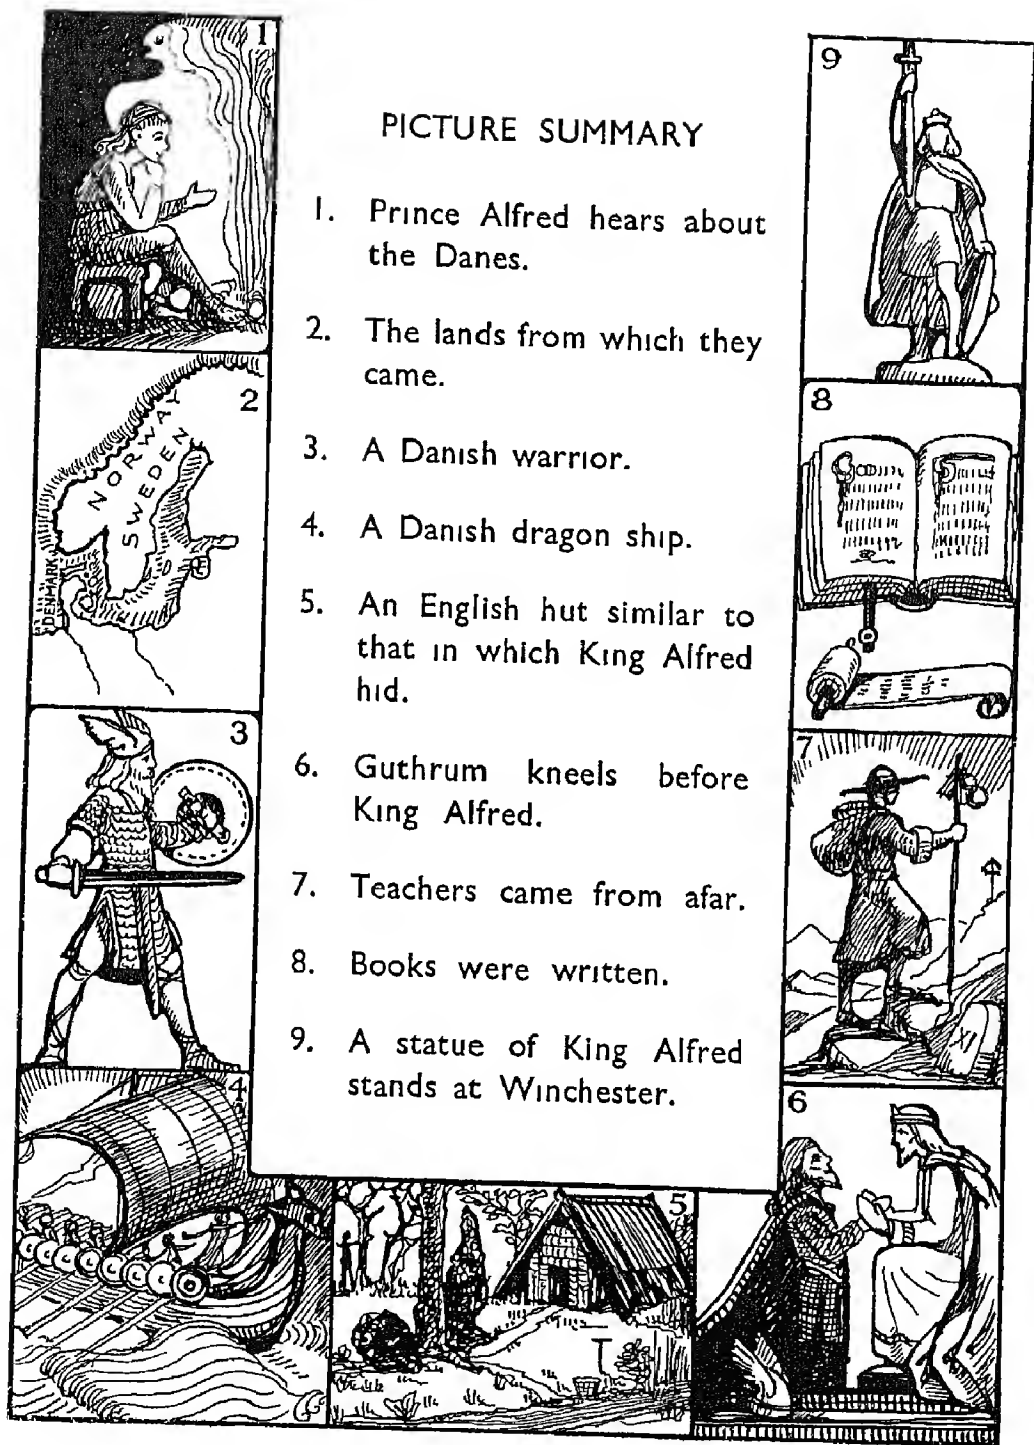 PICTURE SUMMARY
1. Prince Alfred hears about
the Danes.
2. The lands from which they
came.
3. A Danish warrior.
4. A Danish dragon ship.
5. An English hut similar to
that in which King Alfred
hid.
6. Guthrum kneels before
King Alfred.
7. Teachers came from afar.
8. Books were written.
9. A statue of King Alfred
stands at Winchester.
1
2
NORWAY
SWEDEN
DENMARK
3
4
5
6
7
8
9